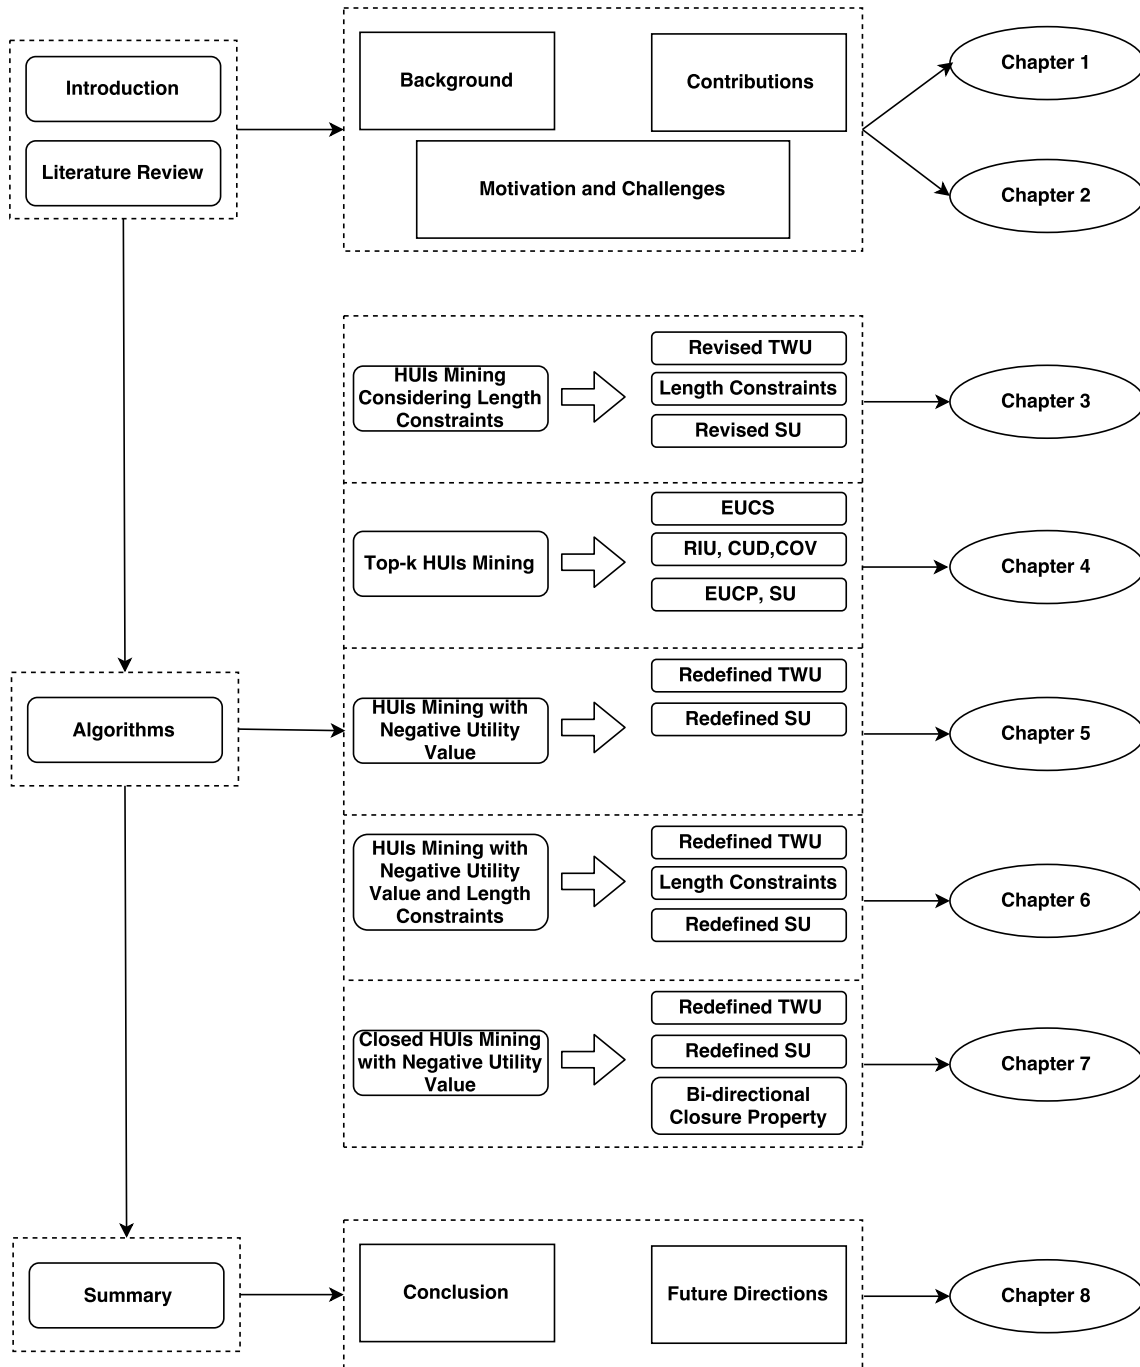 Introduction
Literature Review
Background
Contributions
Motivation and Challenges
Chapter 1
Chapter 2
HUIs Mining
Considering Length
Constraints
Revised TWU
Length Constraints
Revised SU
Chapter 3
Top-k HUIs Mining
EUCS
RIU, CUD,COV
EUCP, SU
Chapter 4
Algorithms
HUIs Mining with
Negative Utility
Value
Redefined TWU
Redefined SU
Chapter 5
HUIs Mining with
Negative Utility
Value and Length
Constraints
Redefined TWU
Length Constraints
Redefined SU
Chapter 6
Closed HUIs Mining
with Negative Utility
Value
Redefined TWU
Redefined SU
Bi-directional
Closure Property
Chapter 7
Summary
Conclusion
Future Directions
Chapter 8